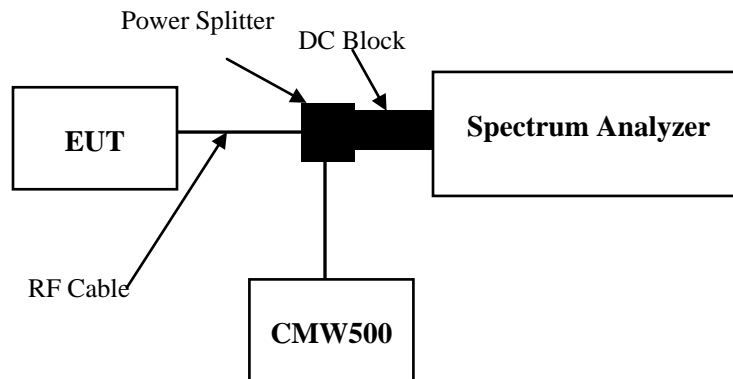 Power Splitter
DC Block
EUT
Spectrum Analyzer
RF Cable
CMW500